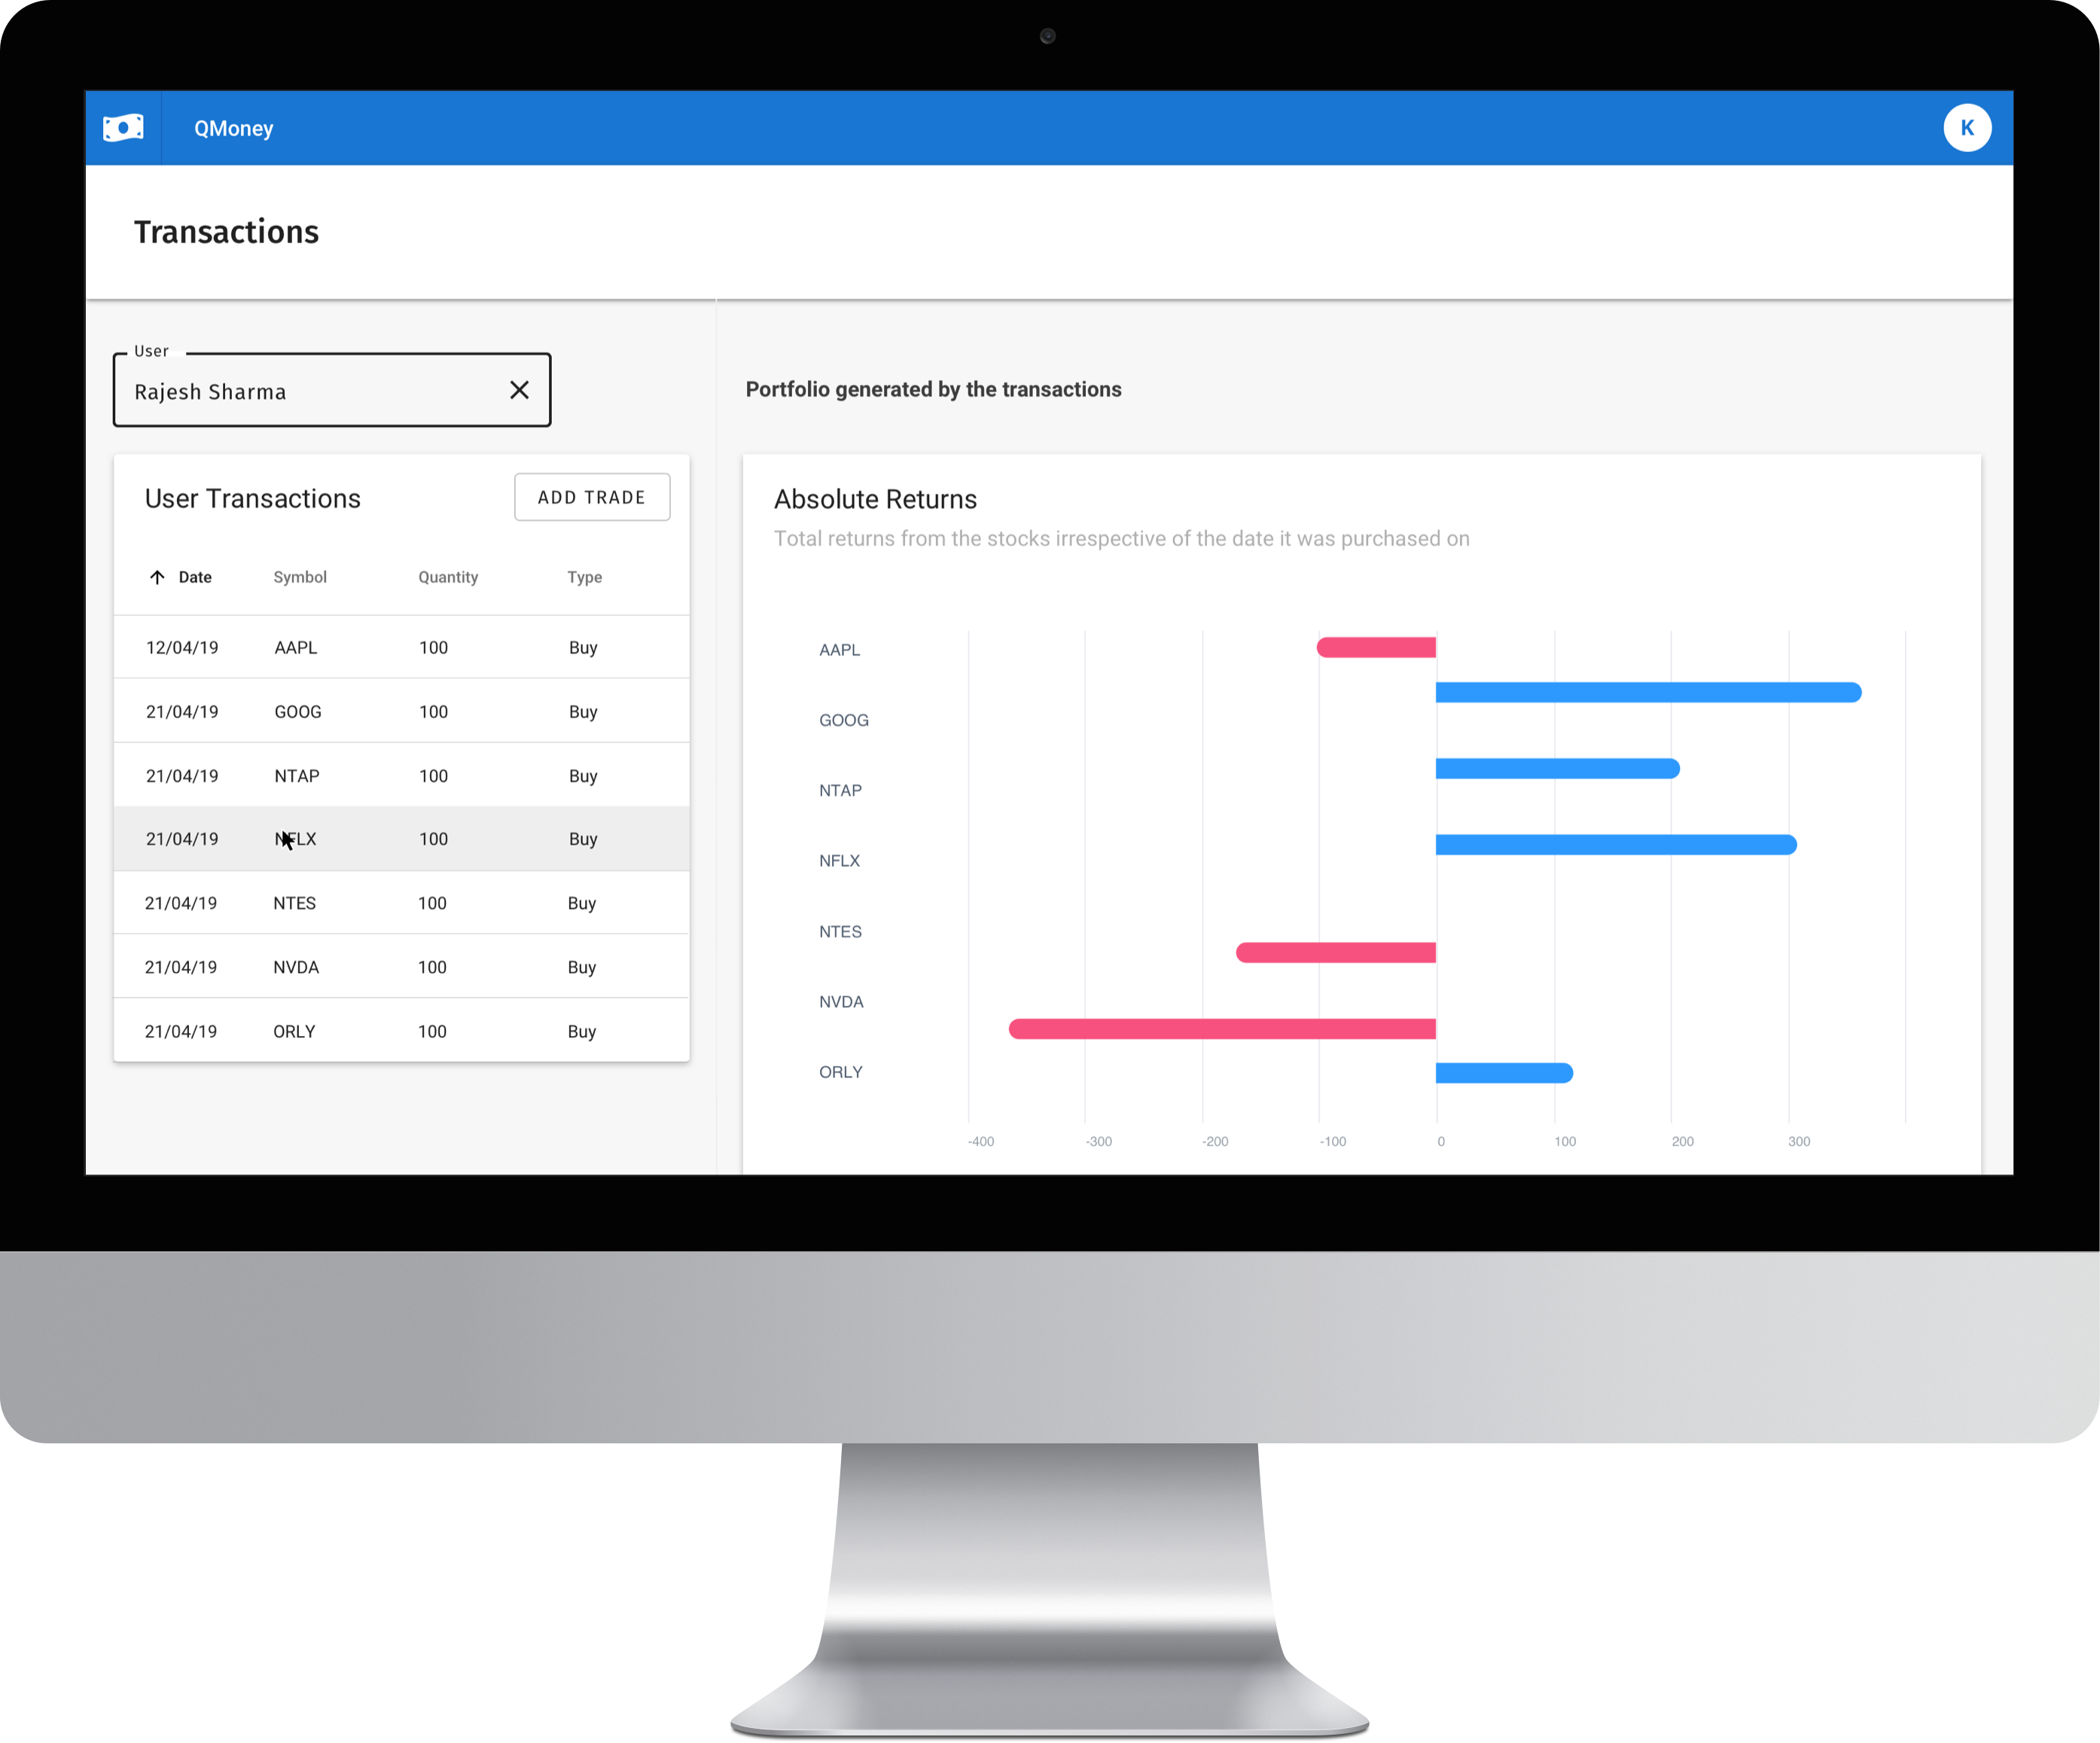 QMoney
K
Transactions
User
Rajesh Sharma
Portfolio generated by the transactions
User Transactions
ADD TRADE
Date Symbol Quantity Type
12/04/19 AAPL 100 Buy
21/04/19 GOOG 100 Buy
21/04/19 NTAP 100 Buy
21/04/19 NFLX 100 Buy
21/04/19 NTES 100 Buy
21/04/19 NVDA 100 Buy
21/04/19 ORLY 100 Buy
Absolute Returns
Total returns from the stocks irrespective of the date it was purchased on
AAPL
GOOG
NTAP
NFLX
NTES
NVDA
ORLY
-400 -300 -200 -100 0 100 200 300